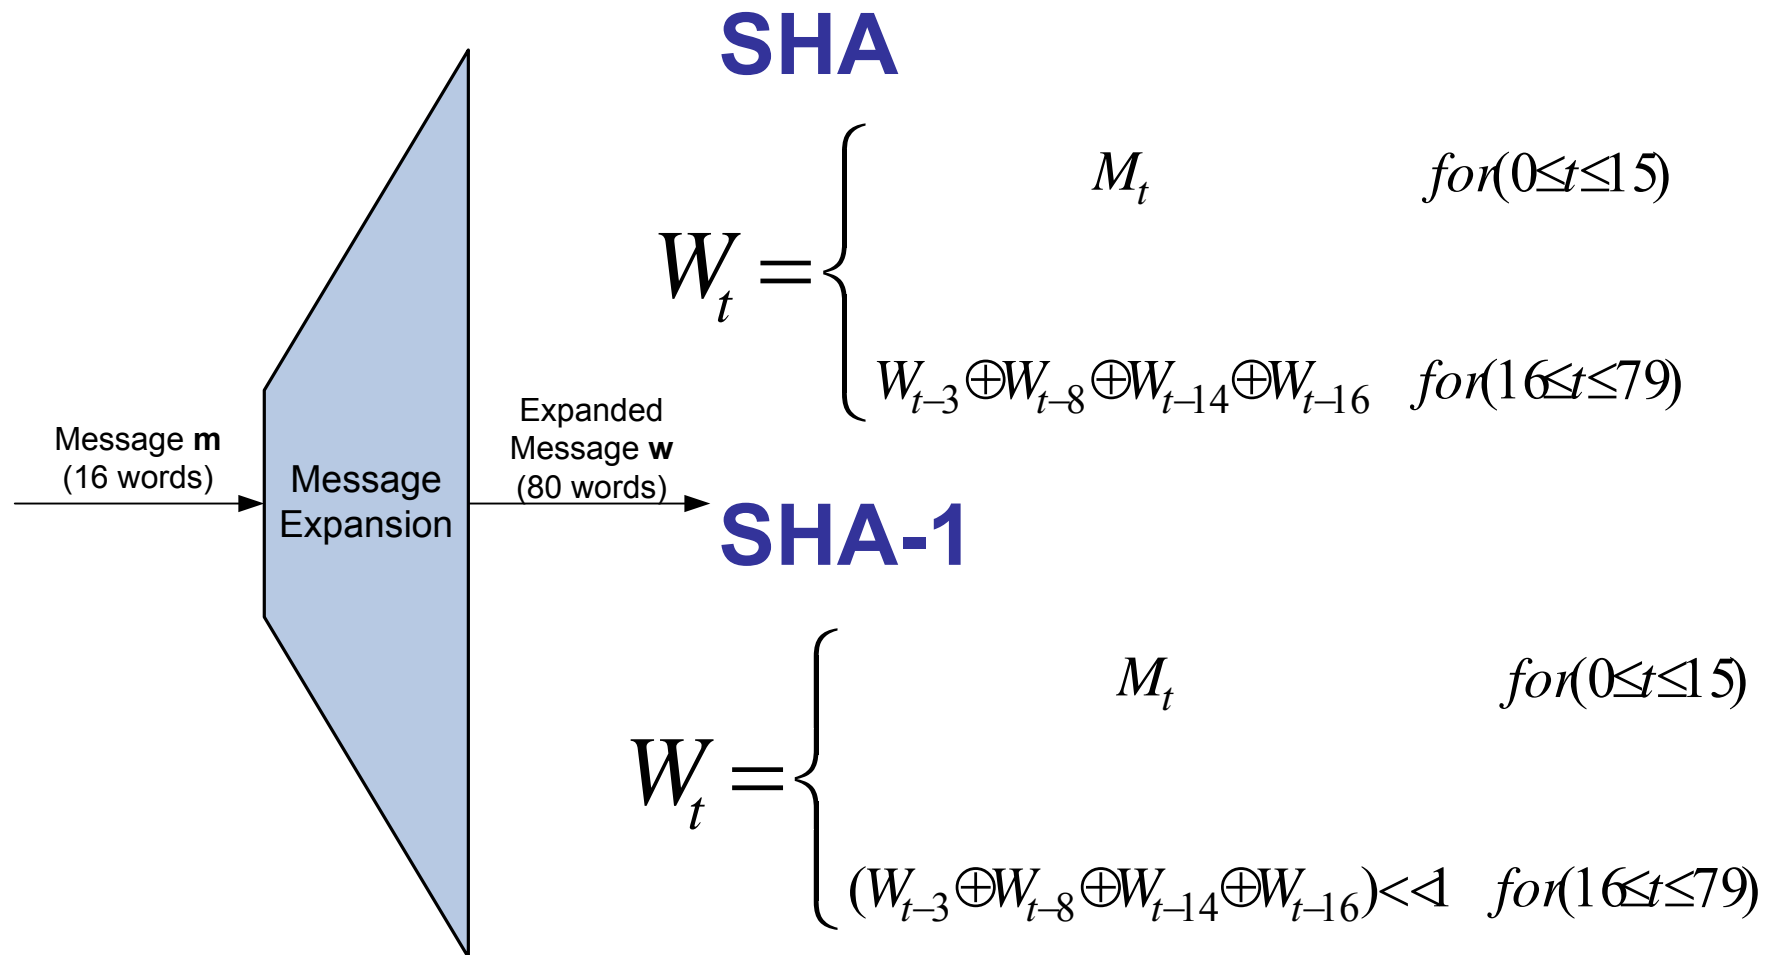 SHA
W_t = {
M_t for(0≤t≤15)
W_{t–3}⊕W_{t–8}⊕W_{t–14}⊕W_{t–16} for(16≤t≤79)
Message m
(16 words)
Message
Expansion
Expanded
Message w
(80 words)
SHA-1
W_t = {
M_t for(0≤t≤15)
(W_{t–3}⊕W_{t–8}⊕W_{t–14}⊕W_{t–16})<<1 for(16≤t≤79)